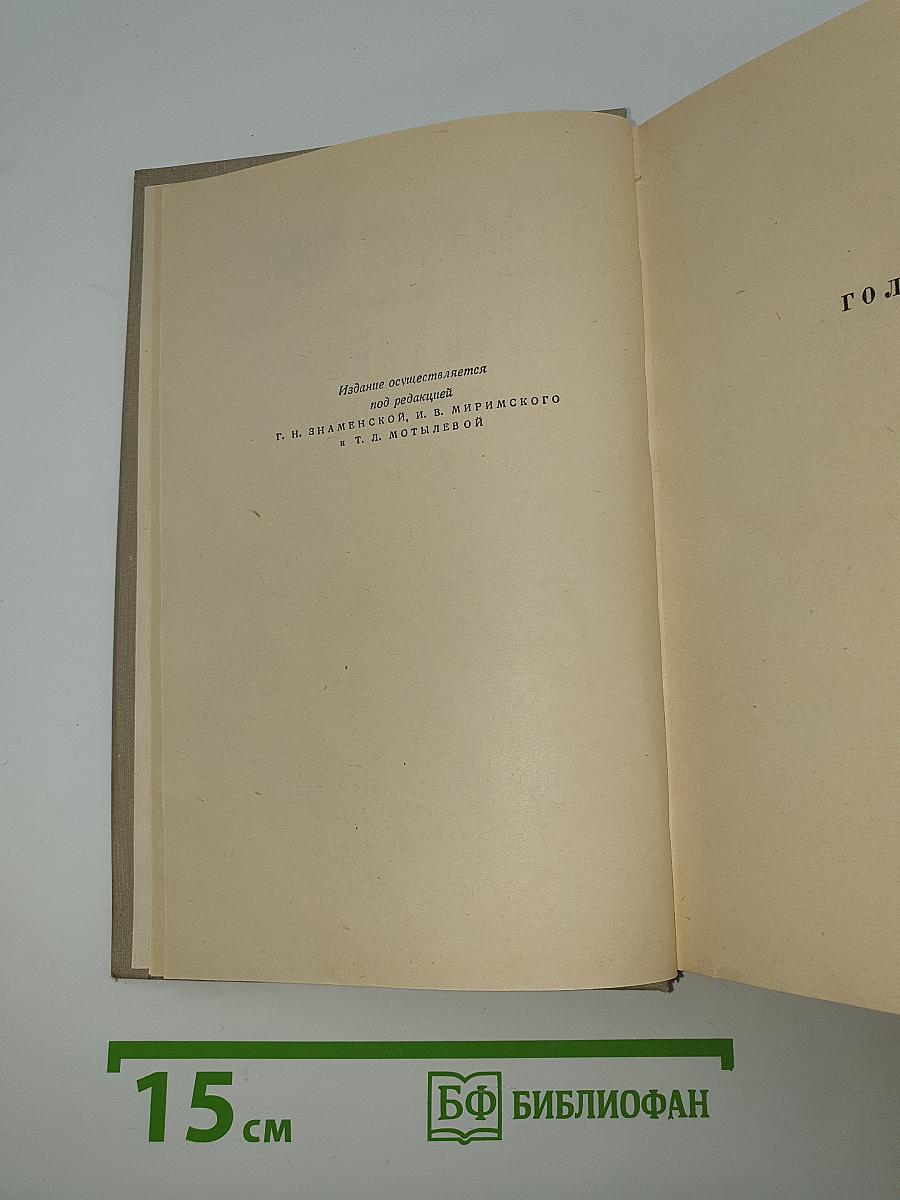 Издание осуществляется
под редакцией
Г. Н. ЗНАМЕНСКОЙ, И. В. МИРИМСКОГО
и Т. Л. МОТЫЛЕВОЙ
ГОЛ
15 см
БФ БИБЛИОФАН